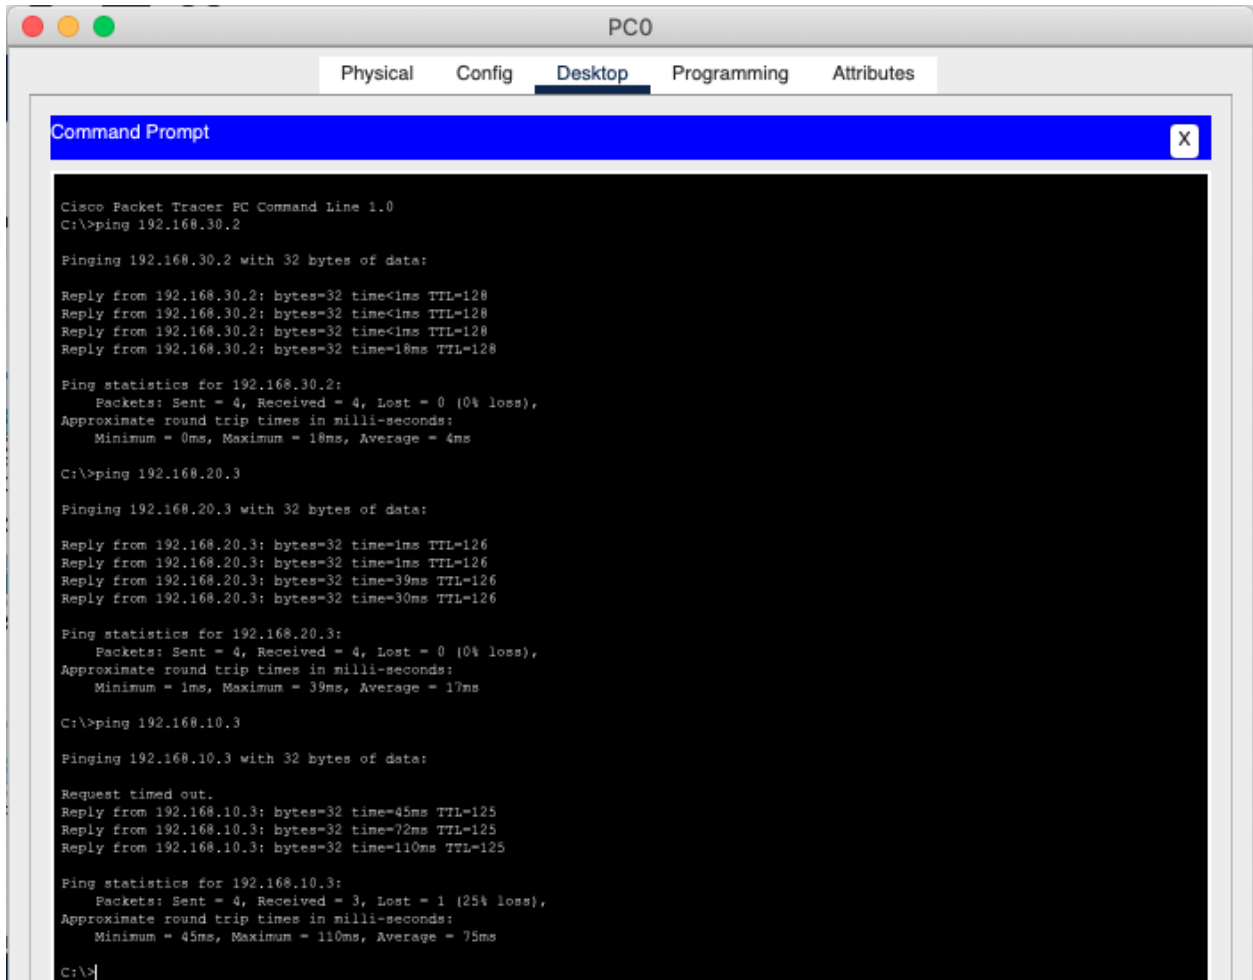 PC0
Physical Config Desktop Programming Attributes
Command Prompt
X
Cisco Packet Tracer PC Command Line 1.0
C:\>ping 192.168.30.2
Pinging 192.168.30.2 with 32 bytes of data:
Reply from 192.168.30.2: bytes=32 time<1ms TTL=128
Reply from 192.168.30.2: bytes=32 time<1ms TTL=128
Reply from 192.168.30.2: bytes=32 time<1ms TTL=128
Reply from 192.168.30.2: bytes=32 time=18ms TTL=128
Ping statistics for 192.168.30.2:
Packets: Sent = 4, Received = 4, Lost = 0 (0% loss),
Approximate round trip times in milli-seconds:
Minimum = 0ms, Maximum = 18ms, Average = 4ms
C:\>ping 192.168.20.3
Pinging 192.168.20.3 with 32 bytes of data:
Reply from 192.168.20.3: bytes=32 time=1ms TTL=126
Reply from 192.168.20.3: bytes=32 time=1ms TTL=126
Reply from 192.168.20.3: bytes=32 time=39ms TTL=126
Reply from 192.168.20.3: bytes=32 time=30ms TTL=126
Ping statistics for 192.168.20.3:
Packets: Sent = 4, Received = 4, Lost = 0 (0% loss),
Approximate round trip times in milli-seconds:
Minimum = 1ms, Maximum = 39ms, Average = 17ms
C:\>ping 192.168.10.3
Pinging 192.168.10.3 with 32 bytes of data:
Request timed out.
Reply from 192.168.10.3: bytes=32 time=45ms TTL=125
Reply from 192.168.10.3: bytes=32 time=72ms TTL=125
Reply from 192.168.10.3: bytes=32 time=110ms TTL=125
Ping statistics for 192.168.10.3:
Packets: Sent = 4, Received = 3, Lost = 1 (25% loss),
Approximate round trip times in milli-seconds:
Minimum = 45ms, Maximum = 110ms, Average = 75ms
C:\>